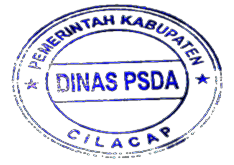 PEMERINTAH KABUPATEN
DINAS PSDA
CILACAP